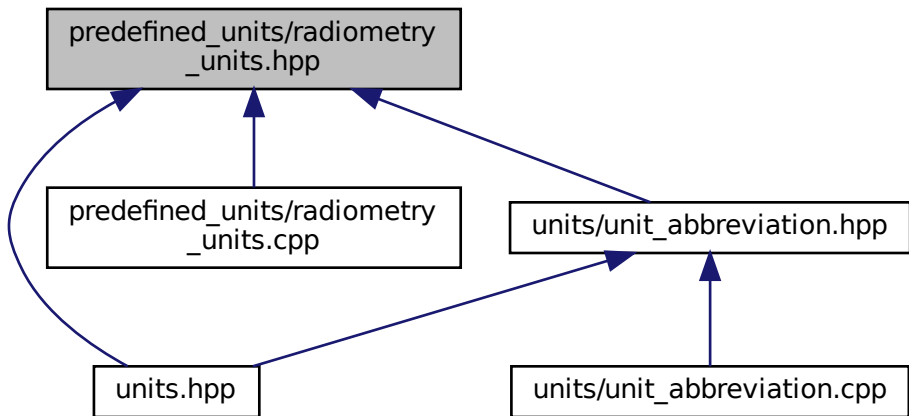 predefined_units/radiometry
_units.hpp
predefined_units/radiometry
_units.cpp
units/unit_abbreviation.hpp
units.hpp
units/unit_abbreviation.cpp